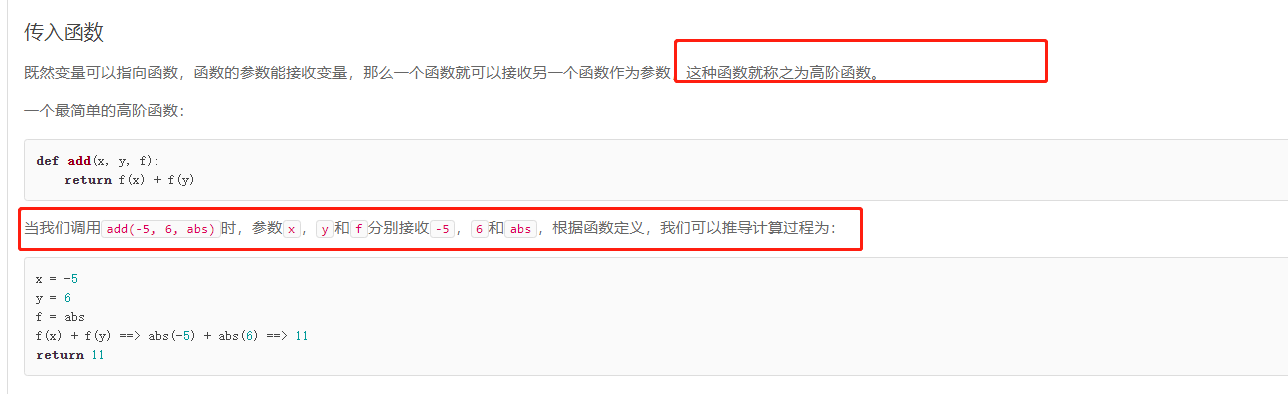 传入函数
既然变量可以指向函数，函数的参数能接收变量，那么一个函数就可以接收另一个函数作为参数，这种函数就称之为高阶函数。
一个最简单的高阶函数：
def add(x, y, f):
    return f(x) + f(y)
当我们调用add(-5, 6, abs)时，参数x，y和f分别接收-5，6和abs，根据函数定义，我们可以推导计算过程为：
x = -5
y = 6
f = abs
f(x) + f(y) ==> abs(-5) + abs(6) ==> 11
return 11